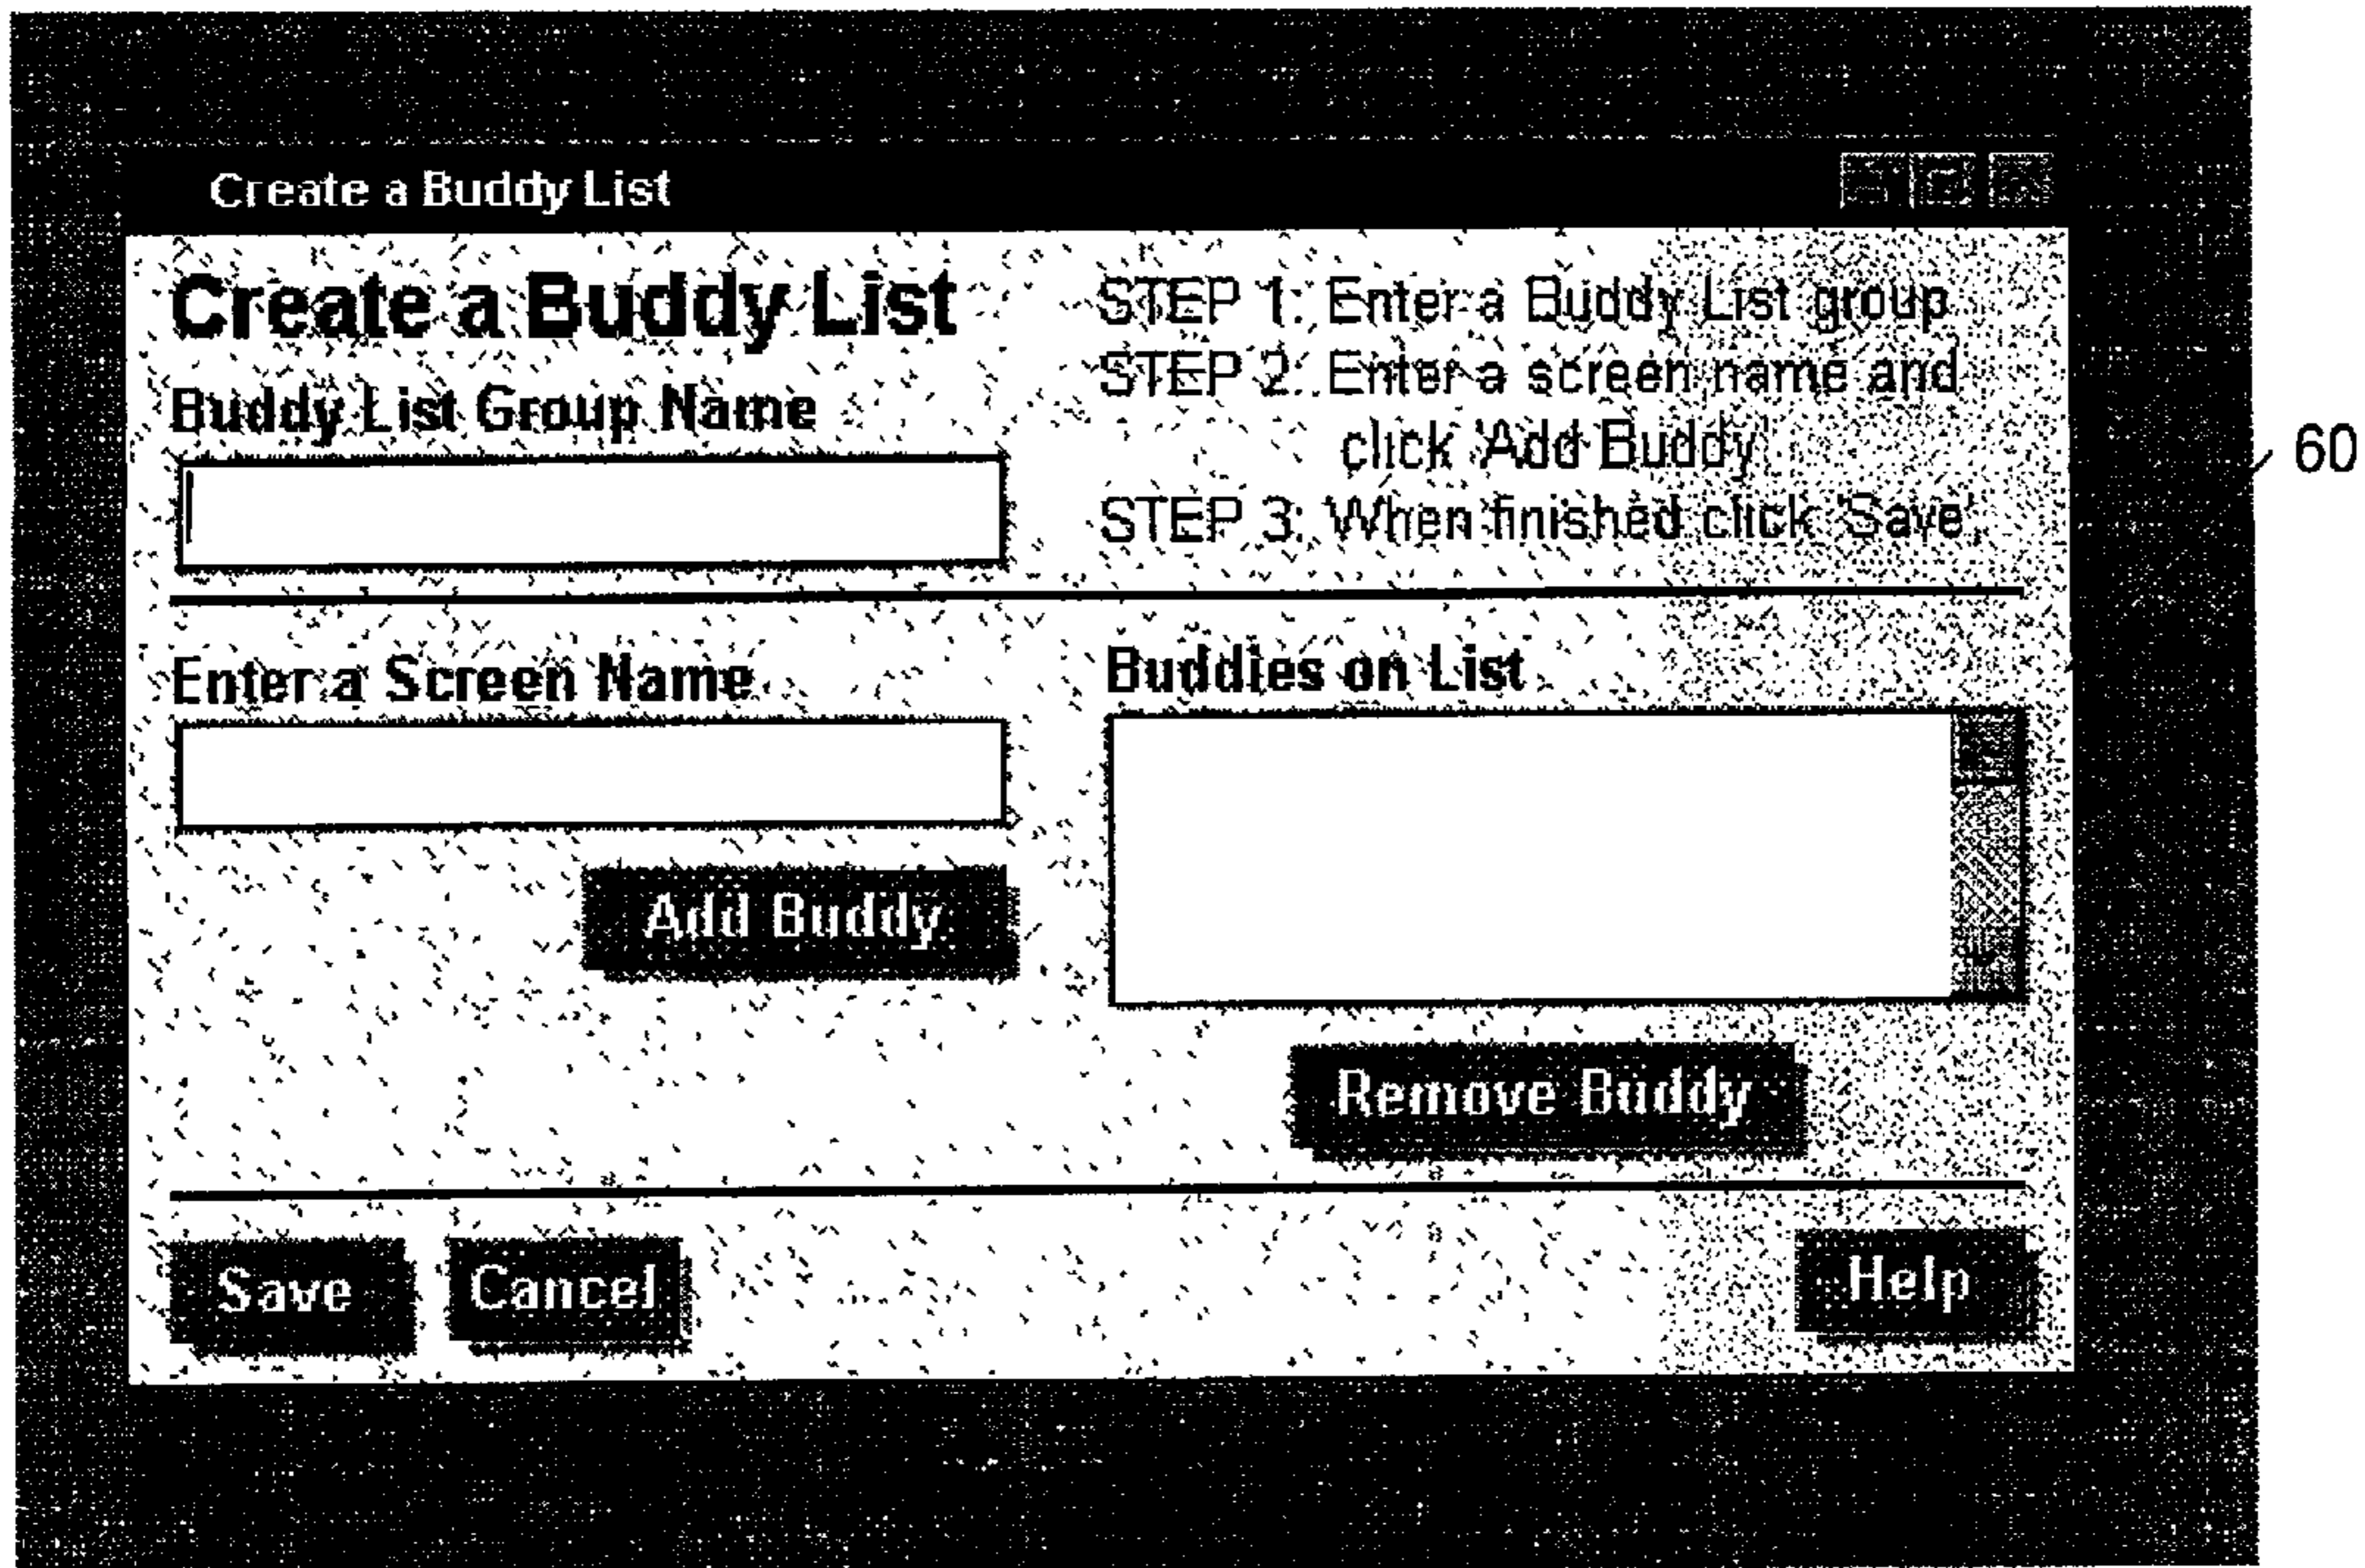 Create a Buddy List
Create a Buddy List
Buddy List Group Name
STEP 1: Enter a Buddy List group
STEP 2: Enter a screen name and
click 'Add Buddy'
STEP 3: When finished click 'Save'
60
Enter a Screen Name
Add Buddy
Buddies on List
Remove Buddy
Save
Cancel
Help